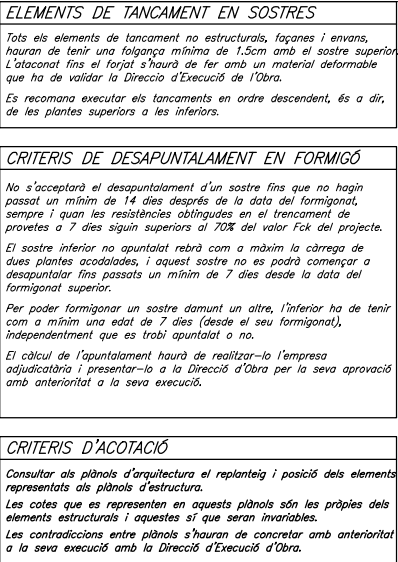 ELEMENTS DE TANCAMENT EN SOSTRES
Tots els elements de tancament no estructurals, façanes i envans,
hauran de tenir una folgança mínima de 1.5cm amb el sostre superior.
L'ataconat fins el forjat s'haurà de fer amb un material deformable
que ha de validar la Direccio d'Execució de l'Obra.
Es recomana executar els tancaments en ordre descendent, és a dir,
de les plantes superiors a les inferiors.
CRITERIS DE DESAPUNTALAMENT EN FORMIGÓ
No s'acceptarà el desapuntalament d'un sostre fins que no hagin
passat un mínim de 14 dies després de la data del formigonat,
sempre i quan les resistències obtingudes en el trencament de
provetes a 7 dies siguin superiors al 70% del valor Fck del projecte.
El sostre inferior no apuntalat rebrà com a màxim la càrrega de
dues plantes acodalades, i aquest sostre no es podrà començar a
desapuntalar fins passats un mínim de 7 dies desde la data del
formigonat superior.
Per poder formigonar un sostre damunt un altre, l'inferior ha de tenir
com a mínim una edat de 7 dies (desde el seu formigonat),
independentment que es trobi apuntalat o no.
El càlcul de l'apuntalament haurà de realitzar-lo l'empresa
adjudicatària i presentar-lo a la Direcció d'Obra per la seva aprovació
amb anterioritat a la seva execució.
CRITERIS D'ACOTACIÓ
Consultar als plànols d'arquitectura el replanteig i posició dels elements
representats als plànols d'estructura.
Les cotes que es representen en aquests plànols són les pròpies dels
elements estructurals i aquestes sí que seran invariables.
Les contradiccions entre plànols s'hauran de concretar amb anterioritat
a la seva execució amb la Direcció d'Execució d'Obra.